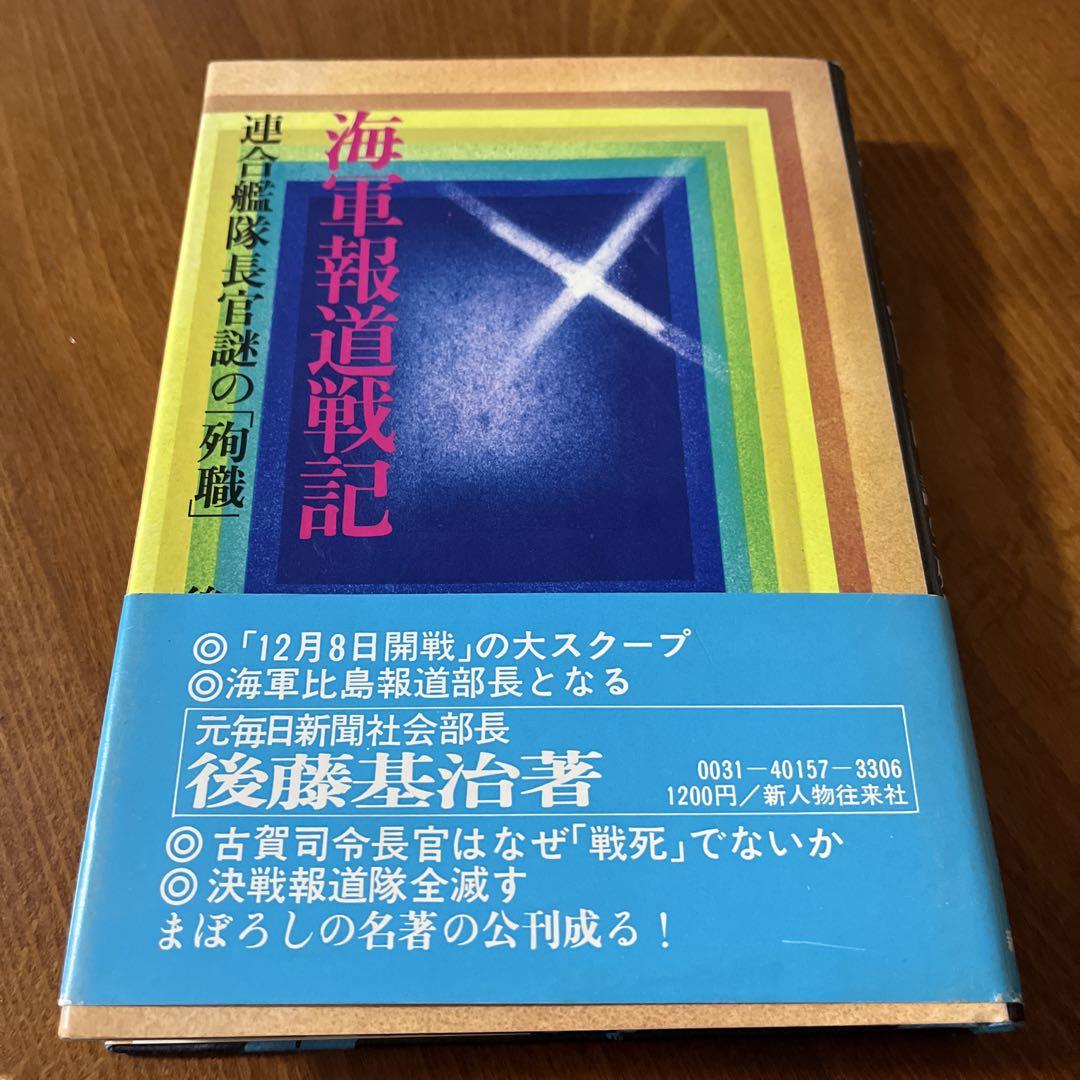 海軍報道戦記
連合艦隊長官謎の「殉職」
◎「12月8日開戦」の大スクープ
◎海軍比島報道部長となる
元毎日新聞社会部長
後藤基治著
0031-40157-3306
1200円/新人物往来社
◎古賀司令長官はなぜ「戦死」でないか
◎決戦報道隊全滅す
まぼろしの名著の公刊成る!